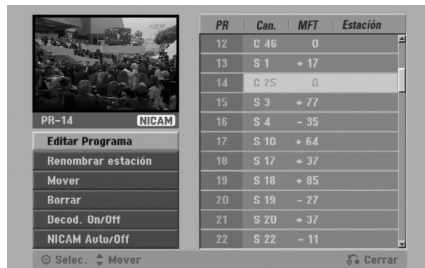 PR Can. MFT Estación
12 C 46 0
13 S 1 + 17
14 C 25 0
15 S 3 + 77
16 S 4 - 35
17 S 10 + 64
18 S 17 + 37
19 S 18 + 85
20 S 19 - 27
21 S 20 + 37
22 S 22 - 11
PR-14 NICAM
Editar Programa
Renombrar estación
Mover
Borrar
Decod. On/Off
NICAM Auto/Off
Selec. Mover
Cerrar